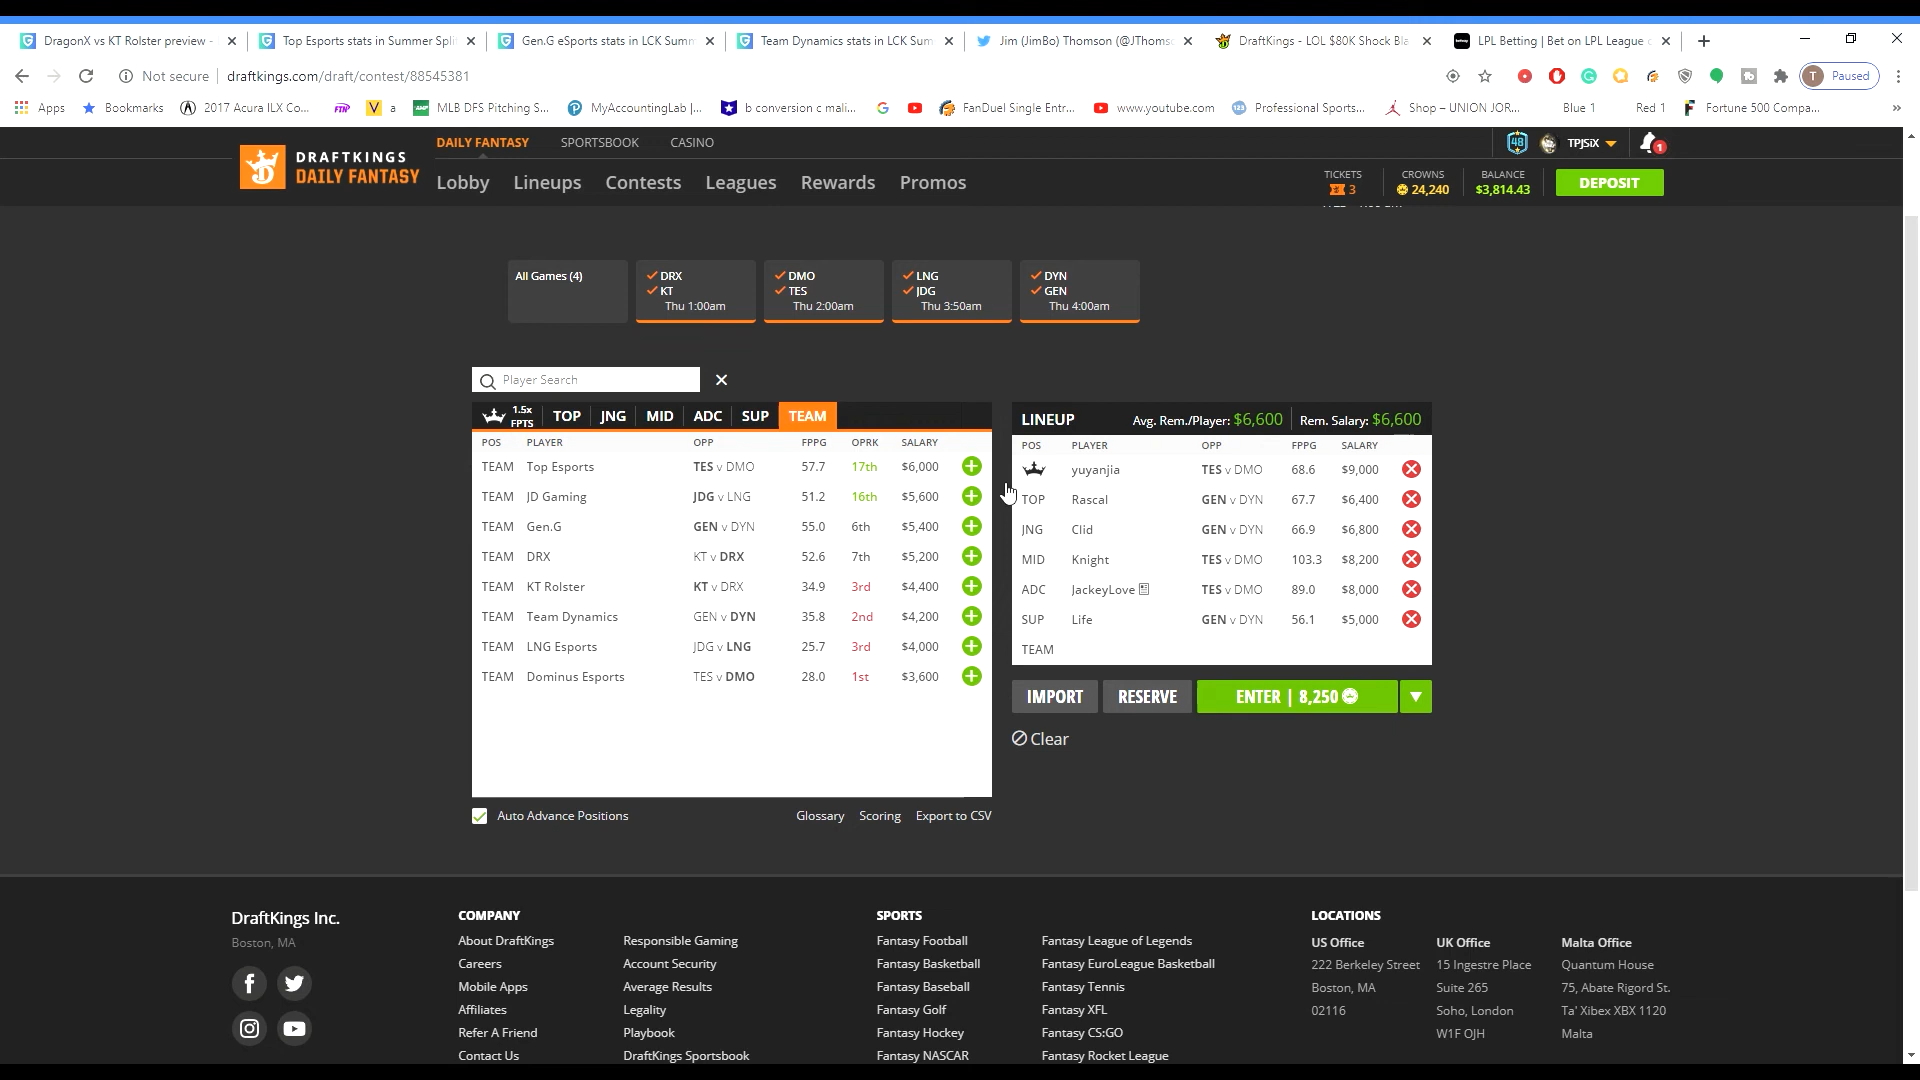 DragonX vs KT Rolster preview -
Top Esports stats in Summer Spli
Gen.G eSports stats in LCK Summ
Team Dynamics stats in LCK Sum
Jim (JimBo) Thomson (@JThoms
DraftKings - LOL $80K Shock Bla
LPL Betting | Bet on LPL League
Not secure draftkings.com/draft/contest/88545381
T Paused
Apps Bookmarks 2017 Acura ILX Co... FTN a MLB DFS Pitching S... MyAccountingLab |... b conversion c mali... FanDuel Single Entr... www.youtube.com Professional Sports... Shop – UNION JOR... Blue 1 Red 1 Fortune 500 Compa... »
DRAFTKINGS
DAILY FANTASY
DAILY FANTASY SPORTSBOOK CASINO
48 TPJSiX 1
Lobby Lineups Contests Leagues Rewards Promos
TICKETS 3
CROWNS 24,240
BALANCE $3,814.43
DEPOSIT
All Games (4)
DRX
KT
Thu 1:00am
DMO
TES
Thu 2:00am
LNG
JDG
Thu 3:50am
DYN
GEN
Thu 4:00am
Player Search
1.5x FPTS TOP JNG MID ADC SUP TEAM
POS PLAYER OPP FPPG OPRK SALARY
TEAM Top Esports TES v DMO 57.7 17th $6,000
TEAM JD Gaming JDG v LNG 51.2 16th $5,600
TEAM Gen.G GEN v DYN 55.0 6th $5,400
TEAM DRX KT v DRX 52.6 7th $5,200
TEAM KT Rolster KT v DRX 34.9 3rd $4,400
TEAM Team Dynamics GEN v DYN 35.8 2nd $4,200
TEAM LNG Esports JDG v LNG 25.7 3rd $4,000
TEAM Dominus Esports TES v DMO 28.0 1st $3,600
Auto Advance Positions
Glossary Scoring Export to CSV
LINEUP Avg. Rem./Player: $6,600 Rem. Salary: $6,600
POS PLAYER OPP FPPG SALARY
yuyanjia TES v DMO 68.6 $9,000
TOP Rascal GEN v DYN 67.7 $6,400
JNG Clid GEN v DYN 66.9 $6,800
MID Knight TES v DMO 103.3 $8,200
ADC JackeyLove TES v DMO 89.0 $8,000
SUP Life GEN v DYN 56.1 $5,000
TEAM
IMPORT RESERVE ENTER | 8,250
Clear
DraftKings Inc.
Boston, MA
COMPANY
About DraftKings
Careers
Mobile Apps
Affiliates
Refer A Friend
Contact Us
Responsible Gaming
Account Security
Average Results
Legality
Playbook
DraftKings Sportsbook
SPORTS
Fantasy Football
Fantasy Basketball
Fantasy Baseball
Fantasy Golf
Fantasy Hockey
Fantasy NASCAR
Fantasy League of Legends
Fantasy EuroLeague Basketball
Fantasy Tennis
Fantasy XFL
Fantasy CS:GO
Fantasy Rocket League
LOCATIONS
US Office
222 Berkeley Street
Boston, MA
02116
UK Office
15 Ingestre Place
Suite 265
Soho, London
W1F OJH
Malta Office
Quantum House
75, Abate Rigord St.
Ta' Xibex XBX 1120
Malta